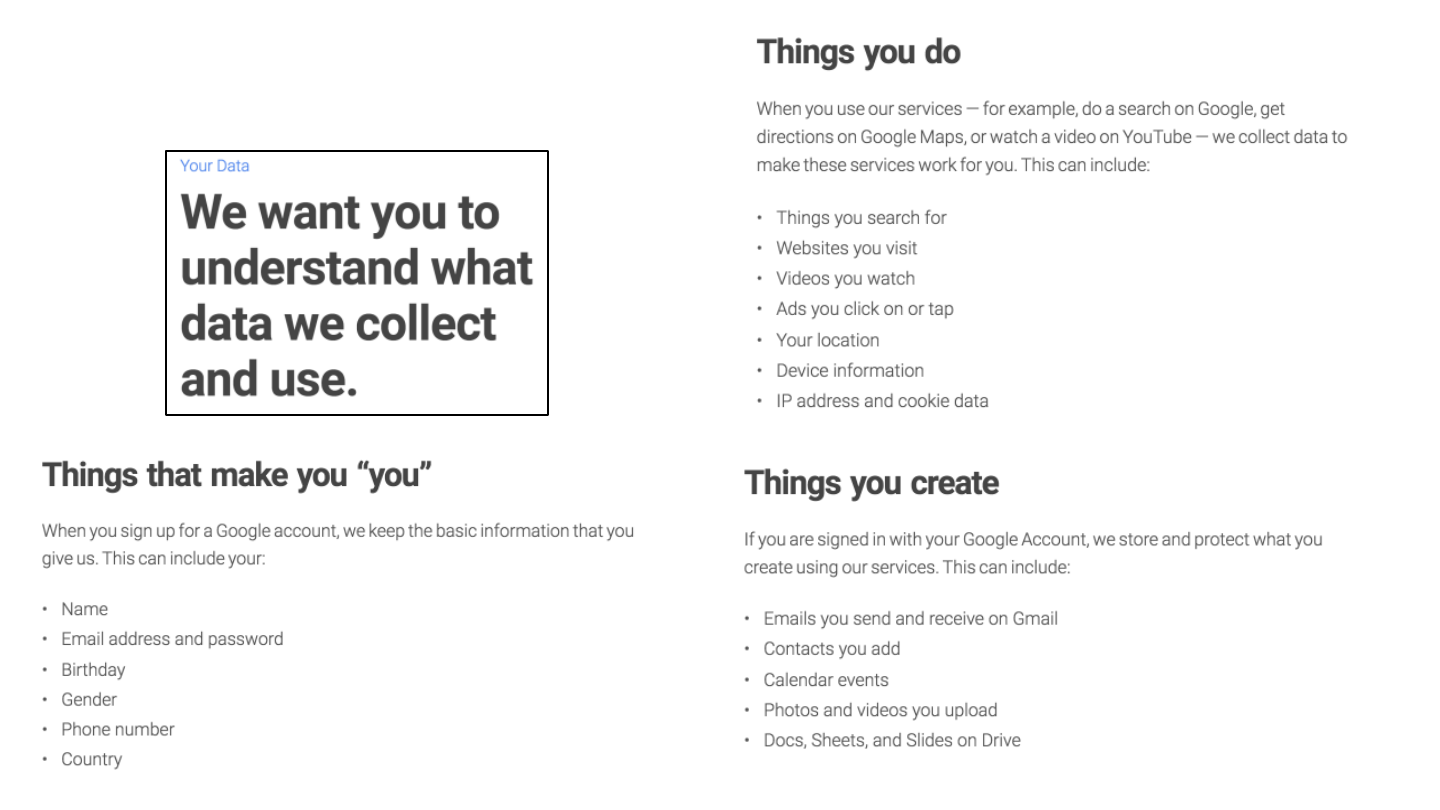 Your Data
We want you to
understand what
data we collect
and use.
Things that make you “you”
When you sign up for a Google account, we keep the basic information that you
give us. This can include your:
• Name
• Email address and password
• Birthday
• Gender
• Phone number
• Country
Things you do
When you use our services — for example, do a search on Google, get
directions on Google Maps, or watch a video on YouTube — we collect data to
make these services work for you. This can include:
• Things you search for
• Websites you visit
• Videos you watch
• Ads you click on or tap
• Your location
• Device information
• IP address and cookie data
Things you create
If you are signed in with your Google Account, we store and protect what you
create using our services. This can include:
• Emails you send and receive on Gmail
• Contacts you add
• Calendar events
• Photos and videos you upload
• Docs, Sheets, and Slides on Drive